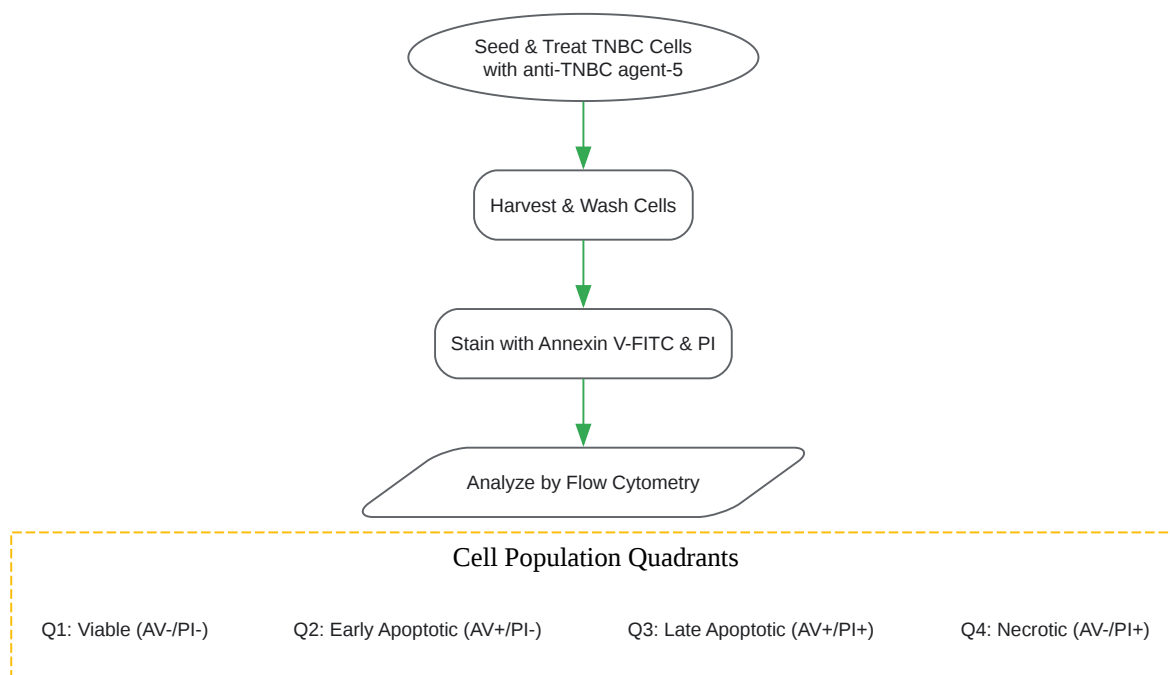 Seed & Treat TNBC Cells
with anti-TNBC agent-5
Harvest & Wash Cells
Stain with Annexin V-FITC & PI
Analyze by Flow Cytometry
Cell Population Quadrants
Q1: Viable (AV-/PI-)
Q2: Early Apoptotic (AV+/PI-)
Q3: Late Apoptotic (AV+/PI+)
Q4: Necrotic (AV-/PI+)